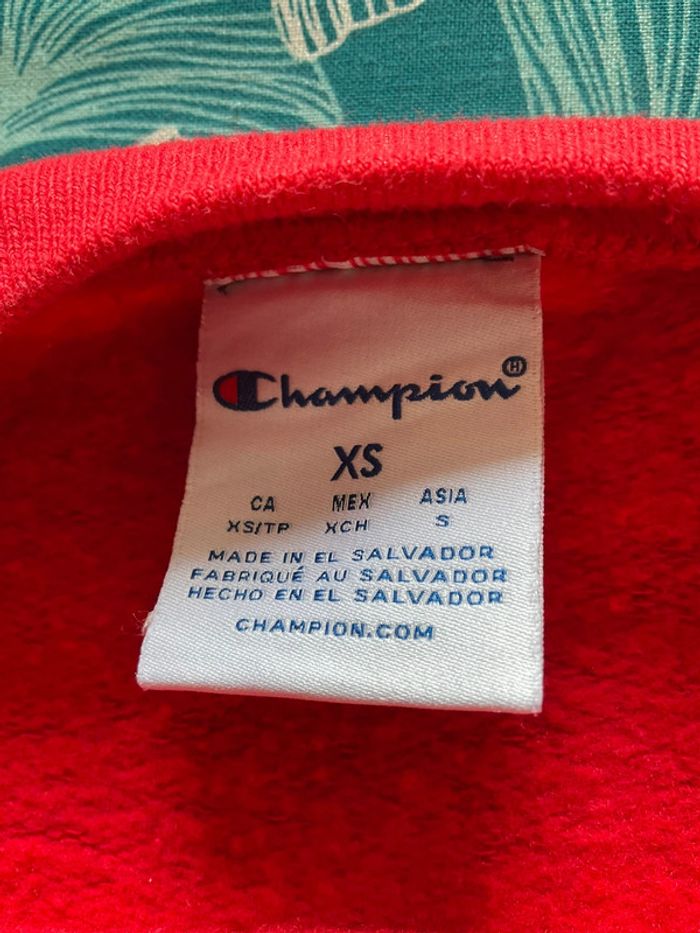 Champion Ⓗ
XS
CA MEX ASIA
XS/TP XCH S
MADE IN EL SALVADOR
FABRIQUÉ AU SALVADOR
HECHO EN EL SALVADOR
CHAMPION.COM